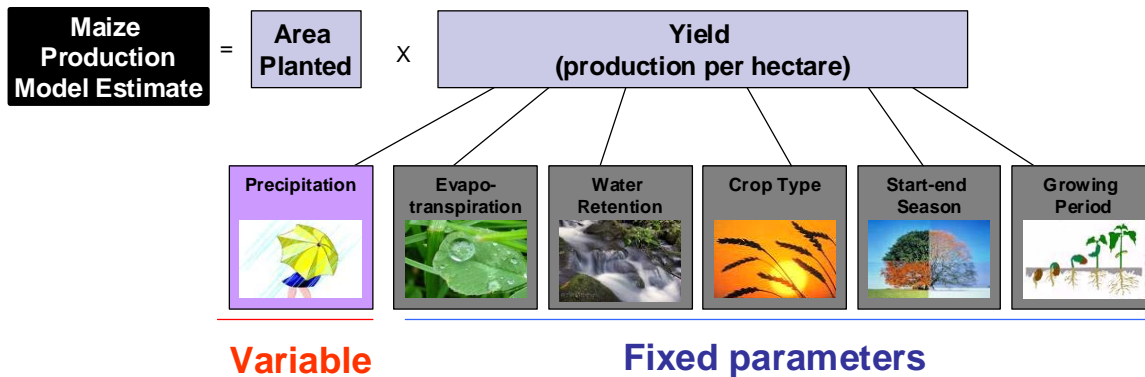 Maize
Production
Model Estimate
=
Area
Planted
X
Yield
(production per hectare)
Precipitation
Evapo-
transpiration
Water
Retention
Crop Type
Start-end
Season
Growing
Period
Variable
Fixed parameters